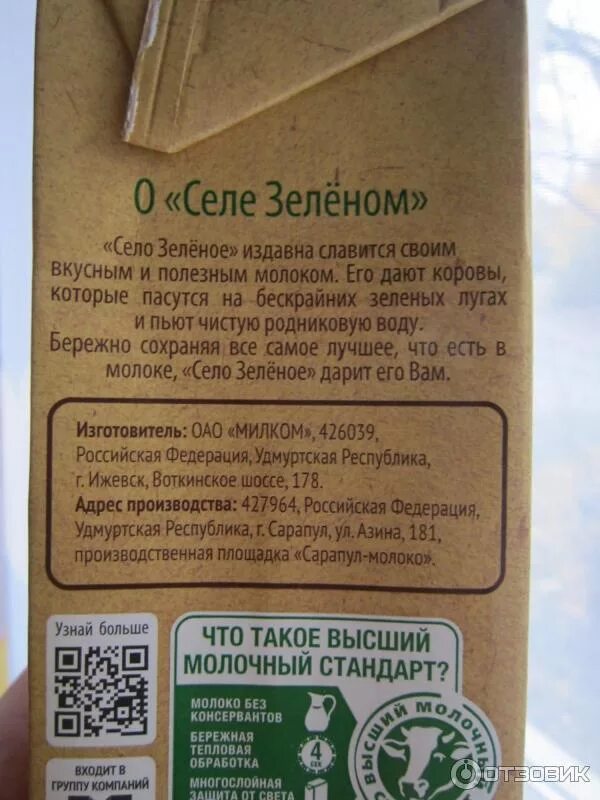 О «Селе Зелёном»
«Село Зелёное» издавна славится своим
вкусным и полезным молоком. Его дают коровы,
которые пасутся на бескрайних зеленых лугах
и пьют чистую родниковую воду.
Бережно сохраняя все самое лучшее, что есть в
молоке, «Село Зелёное» дарит его Вам.
Изготовитель: ОАО «МИЛКОМ», 426039,
Российская Федерация, Удмуртская Республика,
г. Ижевск, Воткинское шоссе, 178.
Адрес производства: 427964, Российская Федерация,
Удмуртская Республика, г. Сарапул, ул. Азина, 181,
производственная площадка «Сарапул-молоко».
Узнай больше
ВХОДИТ В
ГРУППУ КОМПАНИЙ
ЧТО ТАКОЕ ВЫСШИЙ
МОЛОЧНЫЙ СТАНДАРТ?
МОЛОКО БЕЗ
КОНСЕРВАНТОВ
БЕРЕЖНАЯ
ТЕПЛОВАЯ
ОБРАБОТКА
4
СЕК
МНОГОСЛОЙНАЯ
ЗАЩИТА ОТ СВЕТА
ВЫСШИЙ МОЛОЧНЫЙ
ОТЗОВИК